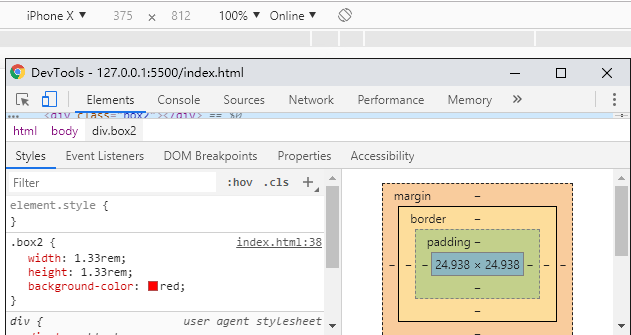 iPhone X ▼ 375 × 812 100% ▼ Online ▼
DevTools - 127.0.0.1:5500/index.html
Elements Console Sources Network Performance Memory »
<div class="box2"></div> == $0
html body div.box2
Styles Event Listeners DOM Breakpoints Properties Accessibility
Filter :hov .cls +
element.style {
}
.box2 { index.html:38
width: 1.33rem;
height: 1.33rem;
background-color: red;
}
div { user agent stylesheet
margin –
border –
padding –
– – – 24.938 × 24.938 – – –
–
–